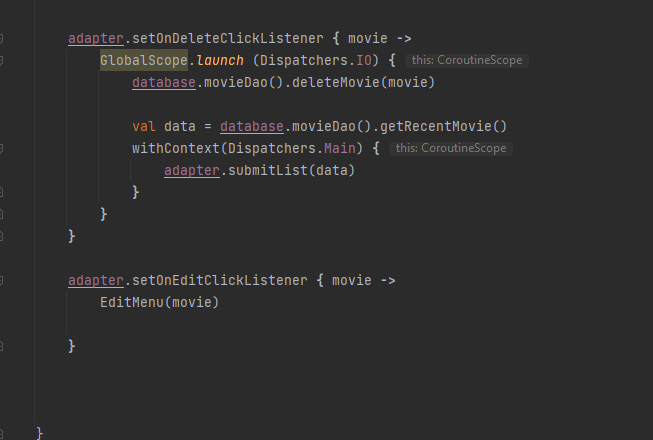 adapter.setOnDeleteClickListener { movie ->
GlobalScope.launch (Dispatchers.IO) { this: CoroutineScope
database.movieDao().deleteMovie(movie)
val data = database.movieDao().getRecentMovie()
withContext(Dispatchers.Main) { this: CoroutineScope
adapter.submitList(data)
}
}
}
adapter.setOnEditClickListener { movie ->
EditMenu(movie)
}
}